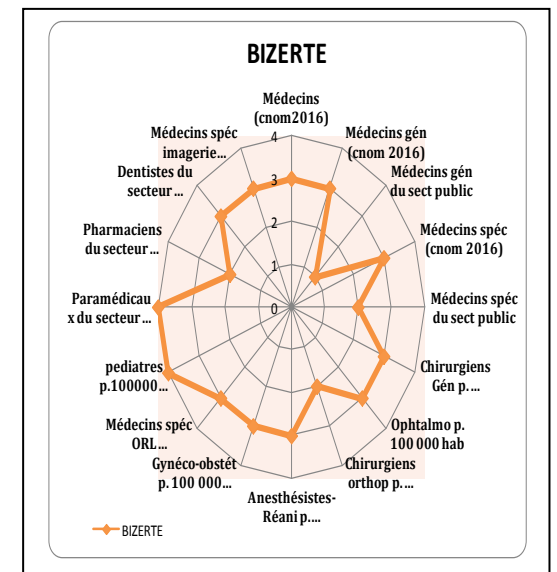 BIZERTE
Médecins
(cnom2016)
Médecins gén
(cnom 2016)
Médecins gén
du sect public
Médecins spéc
(cnom 2016)
Médecins spéc
du sect public
Chirurgiens
Gén p. ...
Ophtalmo p.
100 000 hab
Chirurgiens
orthop p. ...
Anesthésistes-
Réani p. ...
Gynéco-obstét
p. 100 000...
Médecins spéc
ORL ...
pediatres
p.100000...
Paramédicau
x du secteur ...
Pharmaciens
du secteur ...
Dentistes du
secteur ...
Médecins spéc
imagerie...
4
3
2
1
0
BIZERTE